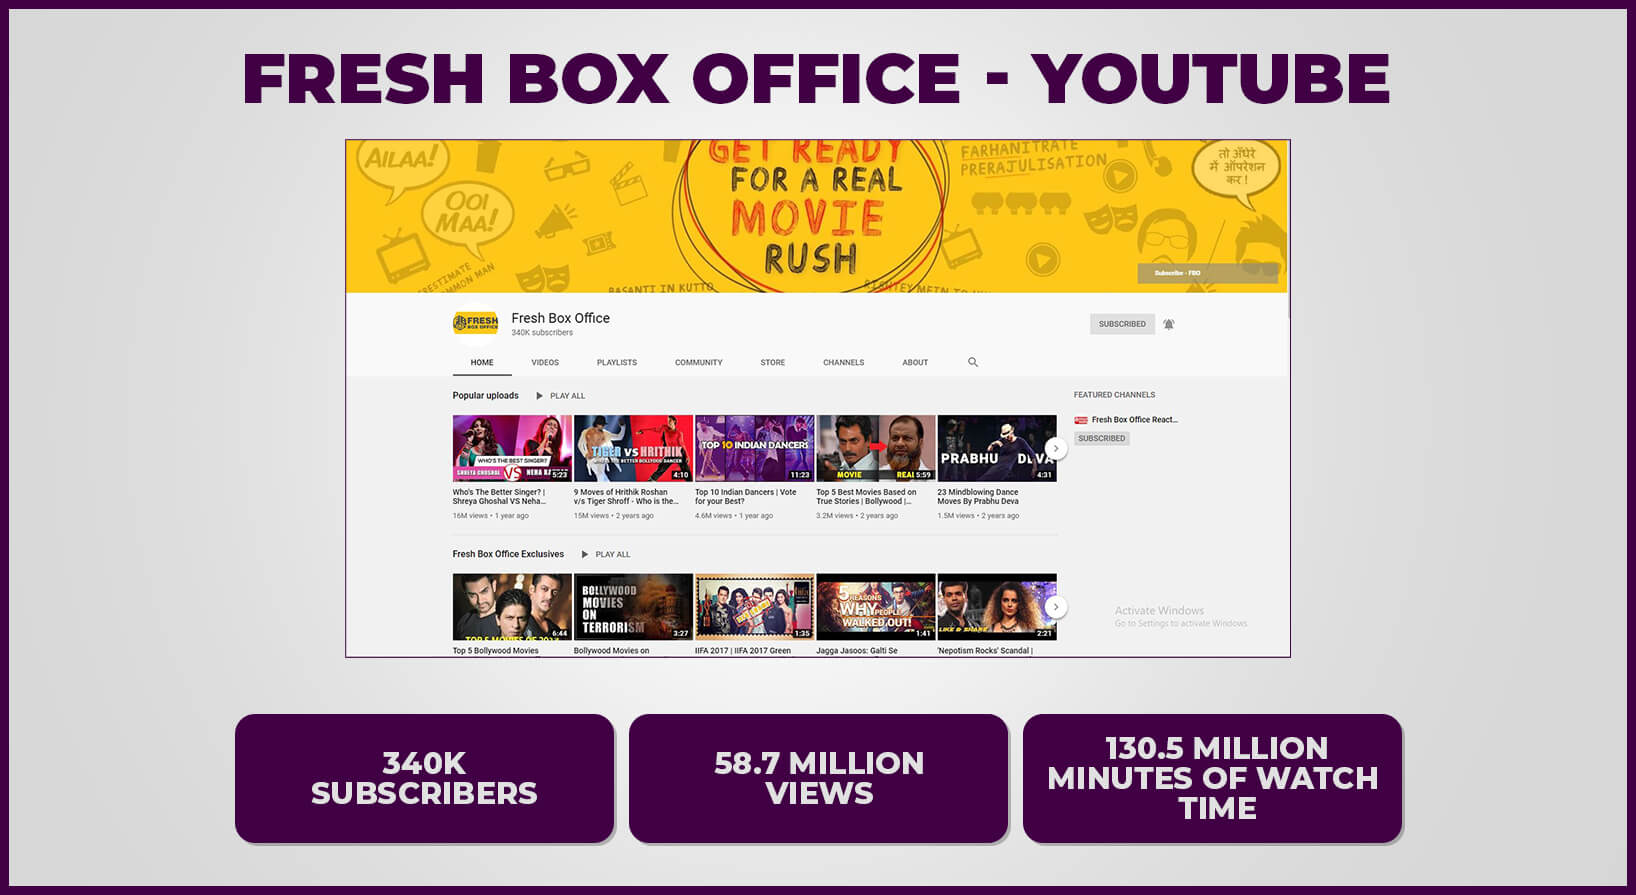 FRESH BOX OFFICE - YOUTUBE
AILAA!
OOI
MAA!
GET READY
FOR A REAL
MOVIE
RUSH
FARHANITRATE
PRERAJULISATION
तो अँधेरे
में ऑपरेशन
कर !
ERESTIMATE
OMMON MAN
BASANTI IN KUTTO
RISHTEY MEIN TO
Subscribe - FBO
FRESH
BOX OFFICE
Fresh Box Office
340K subscribers
SUBSCRIBED
HOME VIDEOS PLAYLISTS COMMUNITY STORE CHANNELS ABOUT
Popular uploads PLAY ALL
FEATURED CHANNELS
Fresh Box Office React...
SUBSCRIBED
WHO'S THE BEST SINGER?
SHREYA GHOSHAL VS NEHA 5:23
TIGER VS HRITHIK
BETTER BOLLYWOOD DANCER
4:10
TOP 10 INDIAN DANCERS
11:23
MOVIE REAL 5:59
PRABHU DEVA
4:31
Who's The Better Singer? |
Shreya Ghoshal VS Neha...
16M views • 1 year ago
9 Moves of Hrithik Roshan
v/s Tiger Shroff - Who is the...
15M views • 2 years ago
Top 10 Indian Dancers | Vote
for your Best?
4.6M views • 1 year ago
Top 5 Best Movies Based on
True Stories | Bollywood |...
3.2M views • 2 years ago
23 Mindblowing Dance
Moves By Prabhu Deva
1.5M views • 2 years ago
Fresh Box Office Exclusives PLAY ALL
TOP 5 MOVIES OF 2017
6:44
BOLLYWOOD
MOVIES
ON
TERRORISM
3:27
1:35
5 REASONS
WHY PEOPLE
WALKED OUT!
1:41
LIKE & SHARE
2:21
Top 5 Bollywood Movies
Bollywood Movies on
IIFA 2017 | IIFA 2017 Green
Jagga Jasoos: Galti Se
'Nepotism Rocks' Scandal |
Activate Windows
Go to Settings to activate Windows.
340K
SUBSCRIBERS
58.7 MILLION
VIEWS
130.5 MILLION
MINUTES OF WATCH
TIME